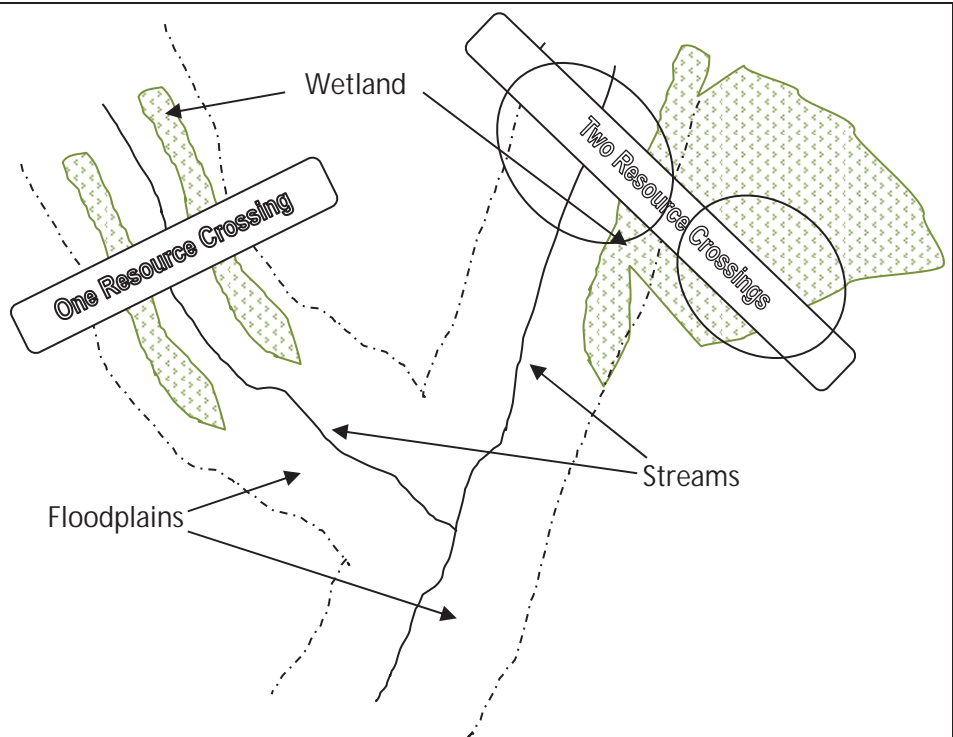 Wetland
Two Resource Crossings
One Resource Crossing
Streams
Floodplains